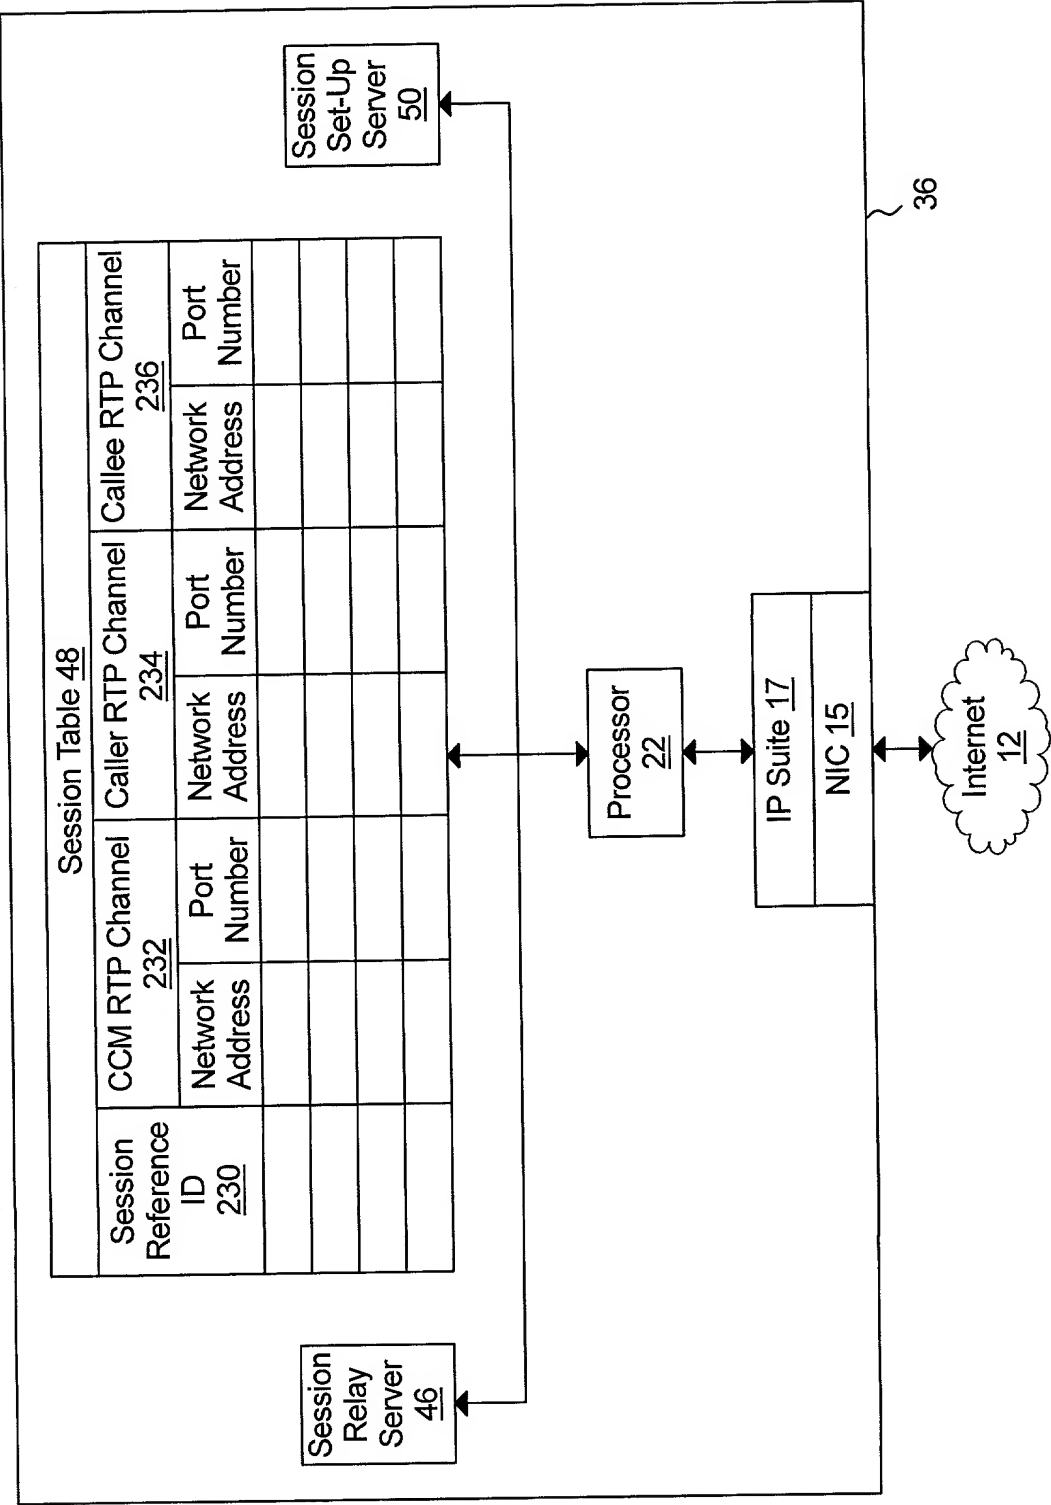 Session Table 48
Session
Reference
ID
230
CCM RTP Channel
232
Caller RTP Channel
234
Callee RTP Channel
236
Network
Address
Port
Number
Network
Address
Port
Number
Network
Address
Port
Number
Session
Relay
Server
46
Session
Set-Up
Server
50
Processor
22
IP Suite 17
NIC 15
36
Internet
12